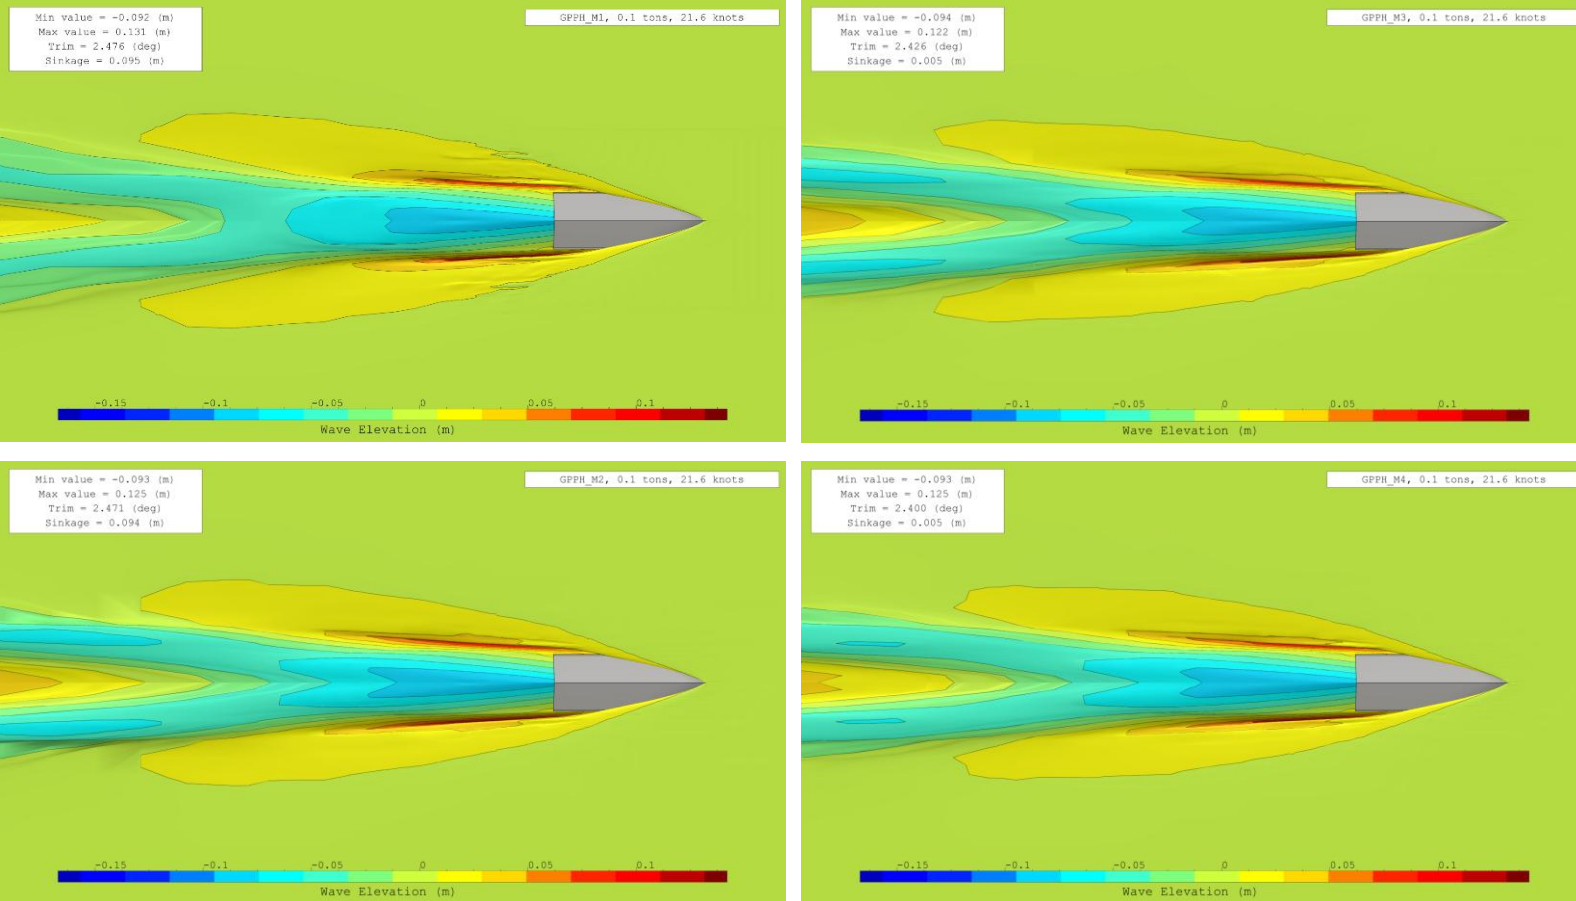 Min value = -0.092 (m)
Max value = 0.131 (m)
Trim = 2.476 (deg)
Sinkage = 0.095 (m)
GPPH_M1, 0.1 tons, 21.6 knots
-0.15 -0.1 -0.05 0 0.05 0.1
Wave Elevation (m)
Min value = -0.094 (m)
Max value = 0.122 (m)
Trim = 2.426 (deg)
Sinkage = 0.005 (m)
GPPH_M3, 0.1 tons, 21.6 knots
-0.15 -0.1 -0.05 0 0.05 0.1
Wave Elevation (m)
Min value = -0.093 (m)
Max value = 0.125 (m)
Trim = 2.471 (deg)
Sinkage = 0.094 (m)
GPPH_M2, 0.1 tons, 21.6 knots
-0.15 -0.1 -0.05 0 0.05 0.1
Wave Elevation (m)
Min value = -0.093 (m)
Max value = 0.125 (m)
Trim = 2.400 (deg)
Sinkage = 0.005 (m)
GPPH_M4, 0.1 tons, 21.6 knots
-0.15 -0.1 -0.05 0 0.05 0.1
Wave Elevation (m)